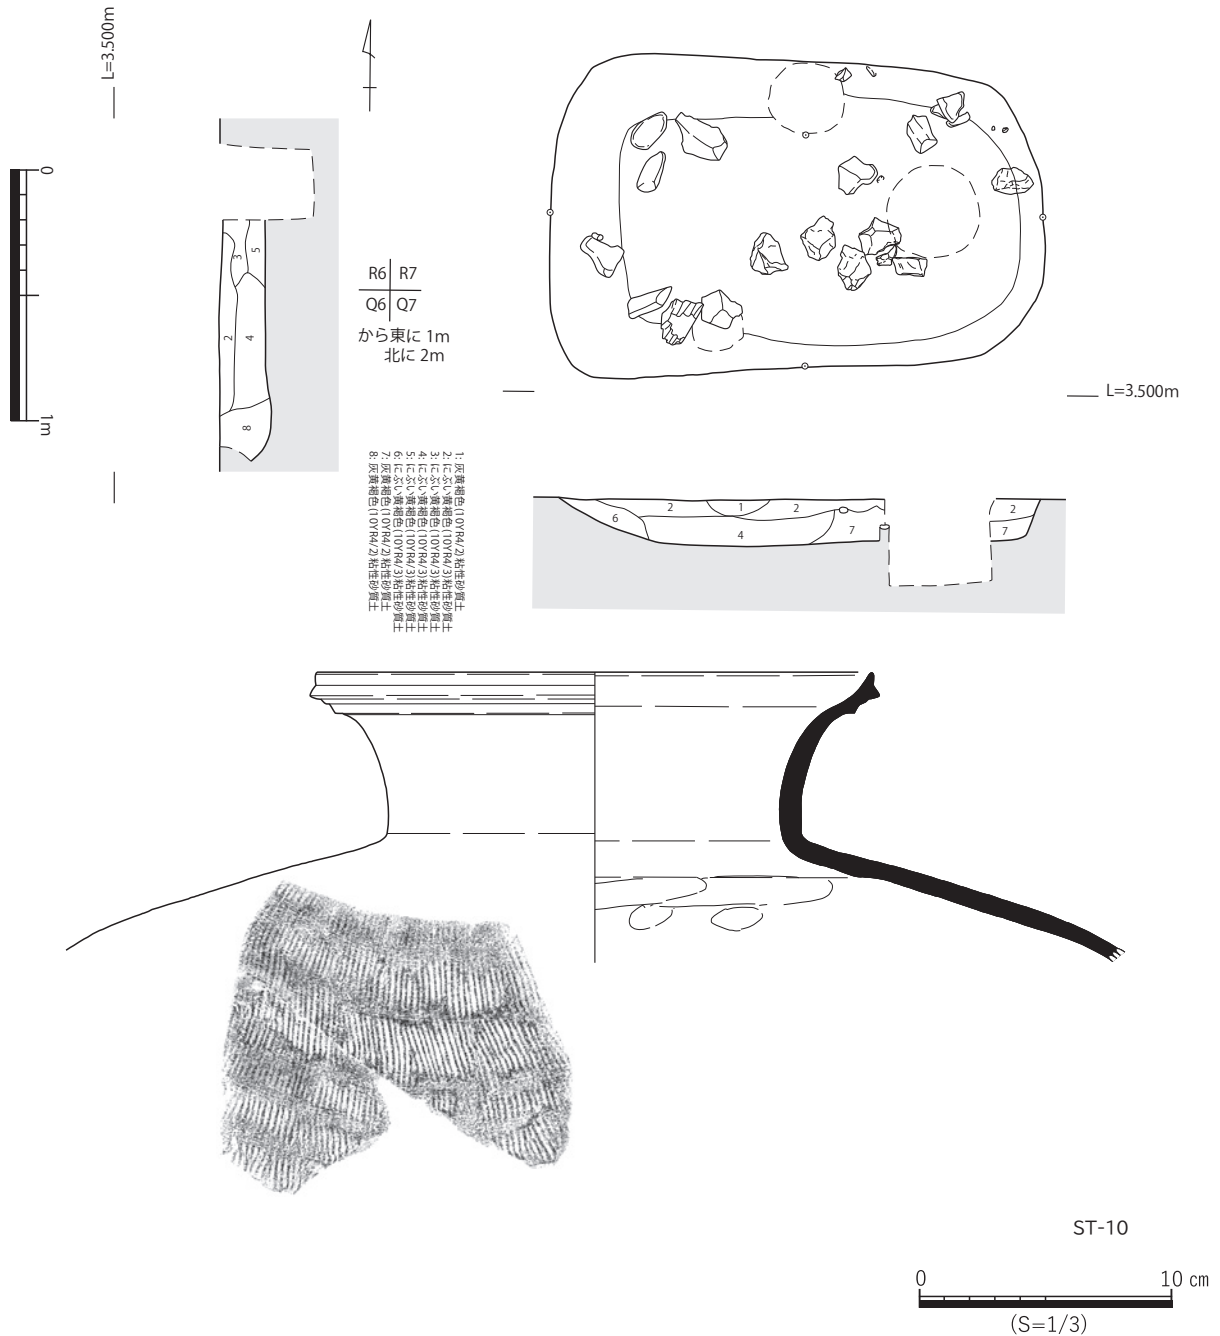 L=3.500m
0
1m
R6 R7
Q6 Q7
から東に 1m
北に 2m
3
5
2
4
8
L=3.500m
1: 灰黄褐色(10YR4/2)粘性砂質土
2: にぶい黄褐色(10YR4/3)粘性砂質土
3: にぶい黄褐色(10YR4/3)粘性砂質土
4: にぶい黄褐色(10YR4/3)粘性砂質土
5: にぶい黄褐色(10YR4/3)粘性砂質土
6: にぶい黄褐色(10YR4/3)粘性砂質土
7: 灰黄褐色(10YR4/2)粘性砂質土
8: 灰黄褐色(10YR4/2)粘性砂質土
2 1 2 2
6 4 7 7
ST-10
0 10 cm
(S=1/3)